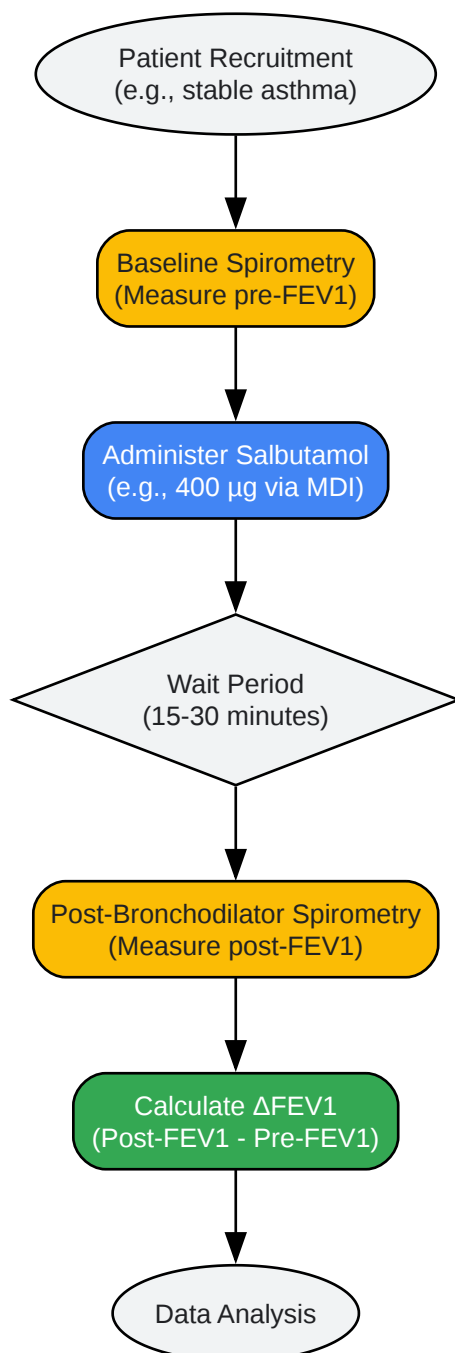 Patient Recruitment
(e.g., stable asthma)
Baseline Spirometry
(Measure pre-FEV1)
Administer Salbutamol
(e.g., 400 µg via MDI)
Wait Period
(15-30 minutes)
Post-Bronchodilator Spirometry
(Measure post-FEV1)
Calculate ΔFEV1
(Post-FEV1 - Pre-FEV1)
Data Analysis